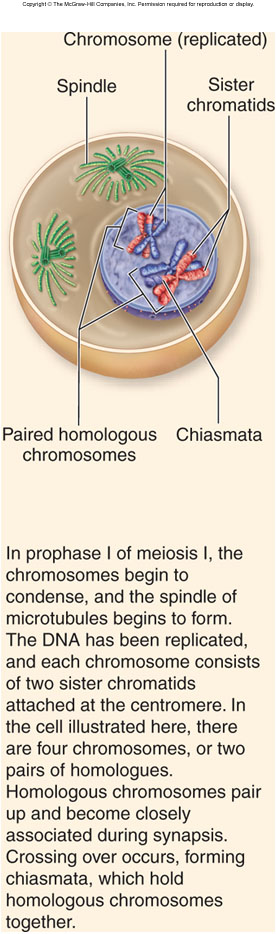 Copyright © The McGraw-Hill Companies, Inc. Permission required for reproduction or display.
Chromosome (replicated)
Spindle
Sister
chromatids
Paired homologous
chromosomes
Chiasmata
In prophase I of meiosis I, the
chromosomes begin to
condense, and the spindle of
microtubules begins to form.
The DNA has been replicated,
and each chromosome consists
of two sister chromatids
attached at the centromere. In
the cell illustrated here, there
are four chromosomes, or two
pairs of homologues.
Homologous chromosomes pair
up and become closely
associated during synapsis.
Crossing over occurs, forming
chiasmata, which hold
homologous chromosomes
together.